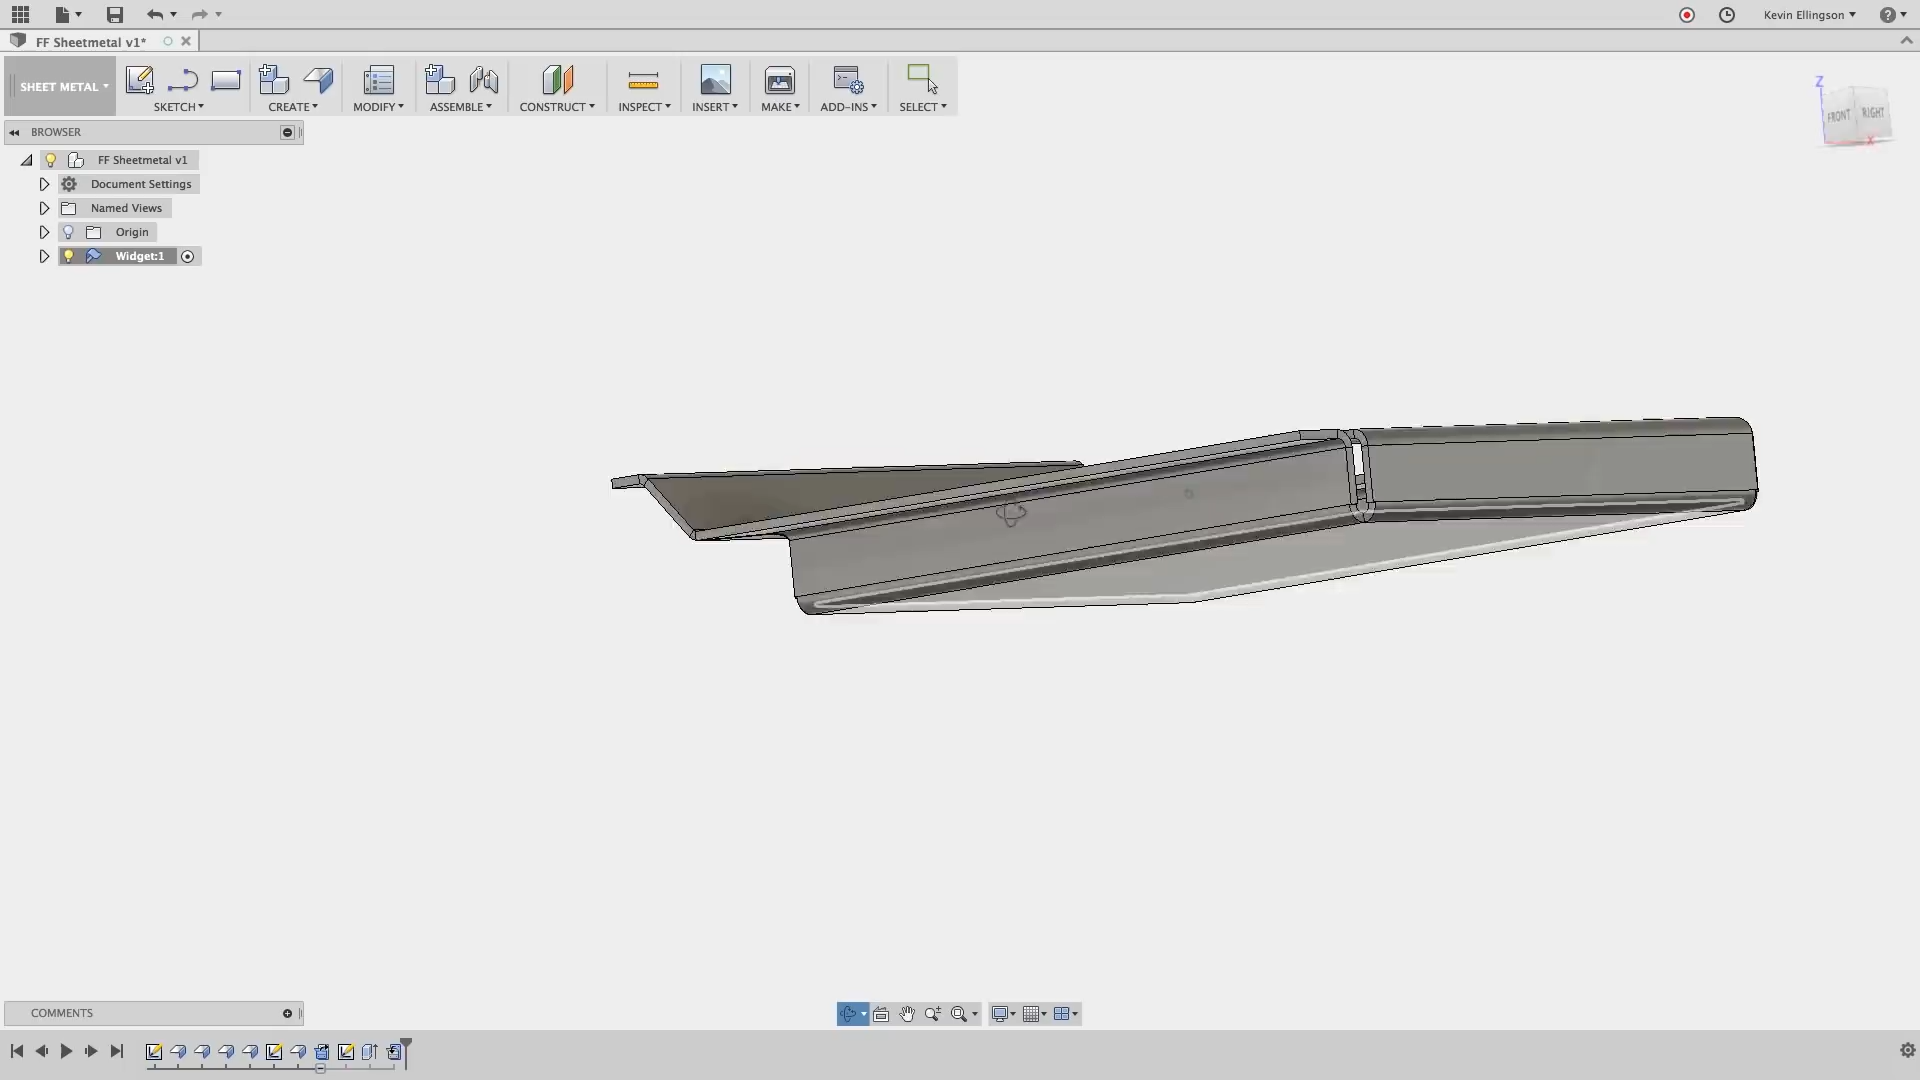 Kevin Ellingson
FF Sheetmetal v1*
SHEET METAL
SKETCH
CREATE
MODIFY
ASSEMBLE
CONSTRUCT
INSPECT
INSERT
MAKE
ADD-INS
SELECT
Z
FRONT
RIGHT
X
BROWSER
FF Sheetmetal v1
Document Settings
Named Views
Origin
Widget:1
COMMENTS